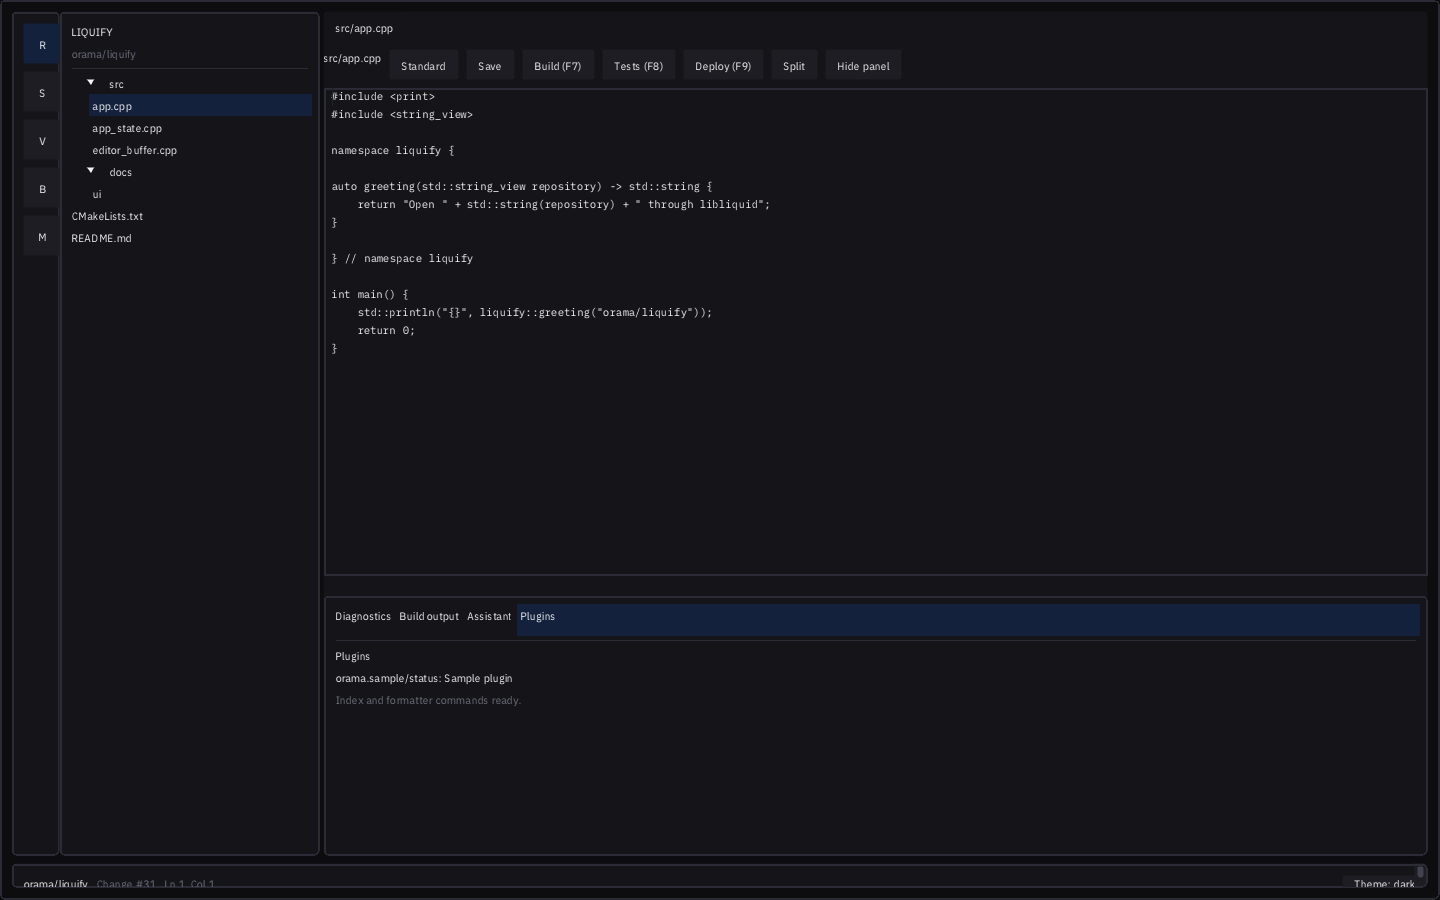 R
S
V
B
M
LIQUIFY
orama/liquify
src
app.cpp
app_state.cpp
editor_buffer.cpp
docs
ui
CMakeLists.txt
README.md
src/app.cpp
src/app.cpp Standard Save Build (F7) Tests (F8) Deploy (F9) Split Hide panel
#include <print>
#include <string_view>
namespace liquify {
auto greeting(std::string_view repository) -> std::string {
    return "Open " + std::string(repository) + " through libliquid";
}
} // namespace liquify
int main() {
    std::println("{}", liquify::greeting("orama/liquify"));
    return 0;
}
Diagnostics Build output Assistant Plugins
Plugins
orama.sample/status: Sample plugin
Index and formatter commands ready.
orama/liquify Change #31 Ln 1, Col 1 Theme: dark